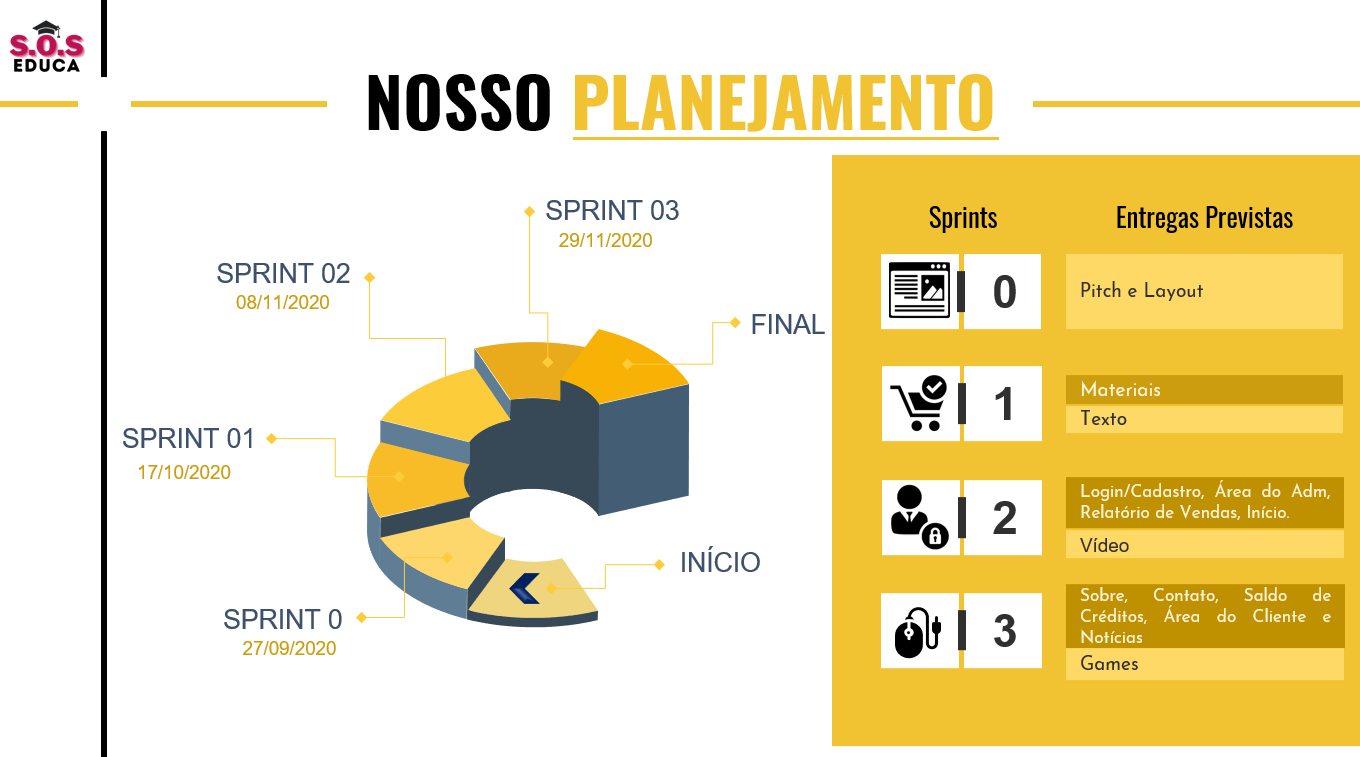 S.O.S
EDUCA
NOSSO PLANEJAMENTO
SPRINT 03
29/11/2020
SPRINT 02
08/11/2020
FINAL
SPRINT 01
17/10/2020
INÍCIO
SPRINT 0
27/09/2020
Sprints
Entregas Previstas
0
Pitch e Layout
1
Materiais
Texto
2
Login/Cadastro, Área do Adm,
Relatório de Vendas, Início.
Vídeo
3
Sobre, Contato, Saldo de
Créditos, Área do Cliente e
Notícias
Games